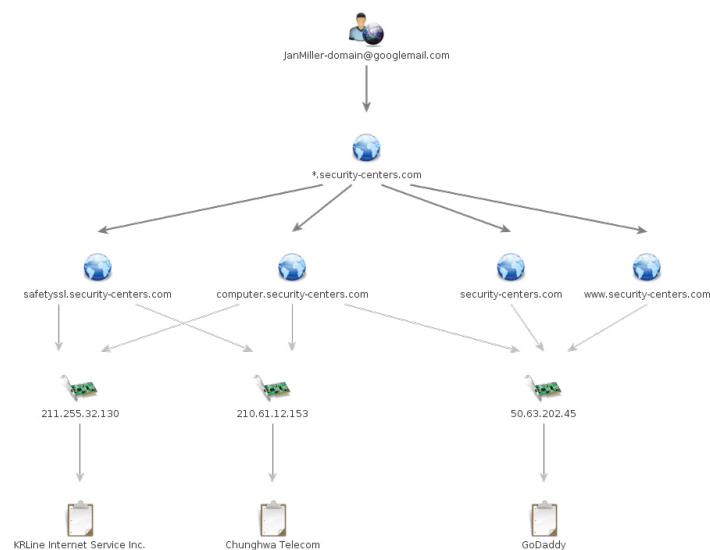 JanMiller-domain@googlemail.com
*.security-centers.com
safetyssl.security-centers.com
computer.security-centers.com
security-centers.com
www.security-centers.com
211.255.32.130
210.61.12.153
50.63.202.45
KRLine Internet Service Inc.
Chunghwa Telecom
GoDaddy